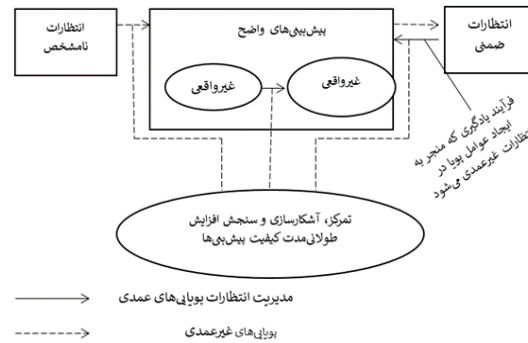 انتظارات
نامشخص
پیش‌بینی‌های واضح
انتظارات
ضمنی
غیرواقعی
غیرواقعی
فرآیند یادگیری که منجر به
ایجاد عوامل پویا در
انتظارات غیرعمدی می‌شود
تمرکز، آشکارسازی و سنجش افزایش
طولانی‌مدت کیفیت پیش‌بی‌ها
مدیریت انتظارات پویایی‌های عمدی
پویایی‌های غیرعمدی